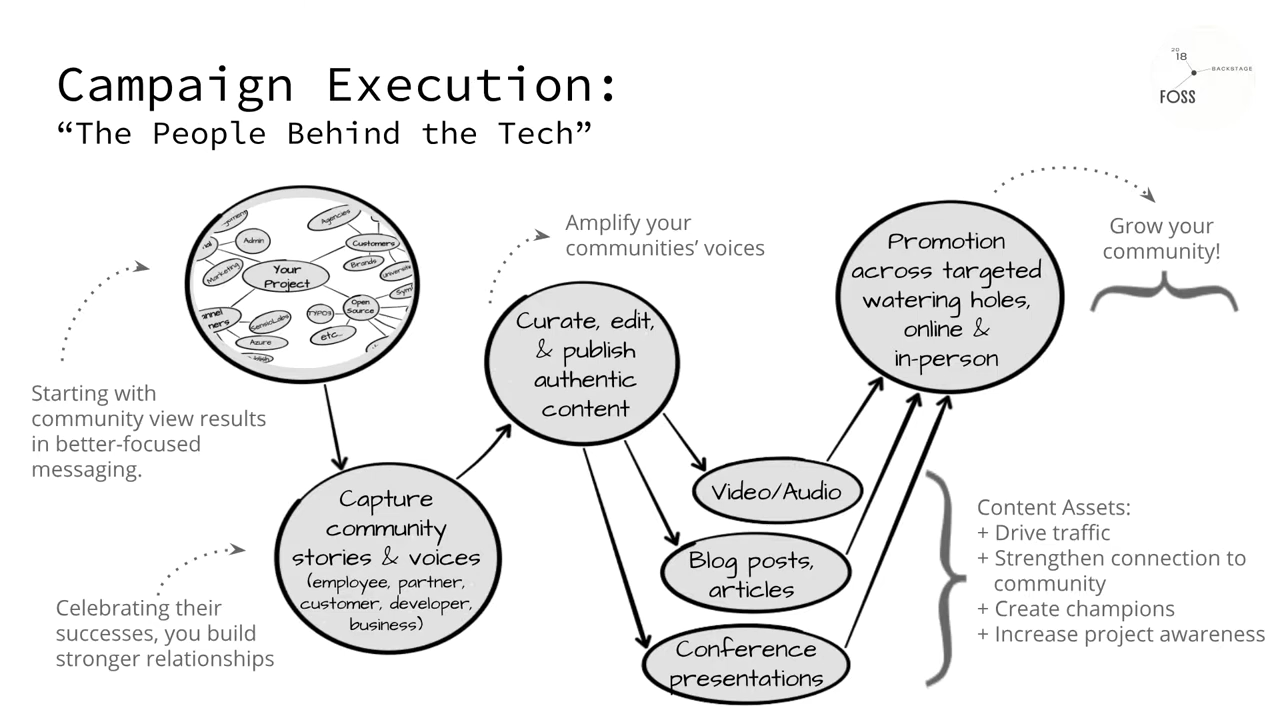 Campaign Execution:
“The People Behind the Tech”
20
18
BACKSTAGE
FOSS
Agencies
Admin
Customers
Marketing
Brands
Your
Project
Open
Source
TYPO3
SensioLabs
etc...
Azure
Starting with
community view results
in better-focused
messaging.
Capture
community
stories & voices
(employee, partner,
customer, developer,
business)
Celebrating their
successes, you build
stronger relationships
Amplify your
communities’ voices
Curate, edit,
& publish
authentic
content
Video/Audio
Blog posts,
articles
Conference
presentations
Promotion
across targeted
watering holes,
online &
in-person
Grow your
community!
Content Assets:
+ Drive traffic
+ Strengthen connection to
community
+ Create champions
+ Increase project awareness